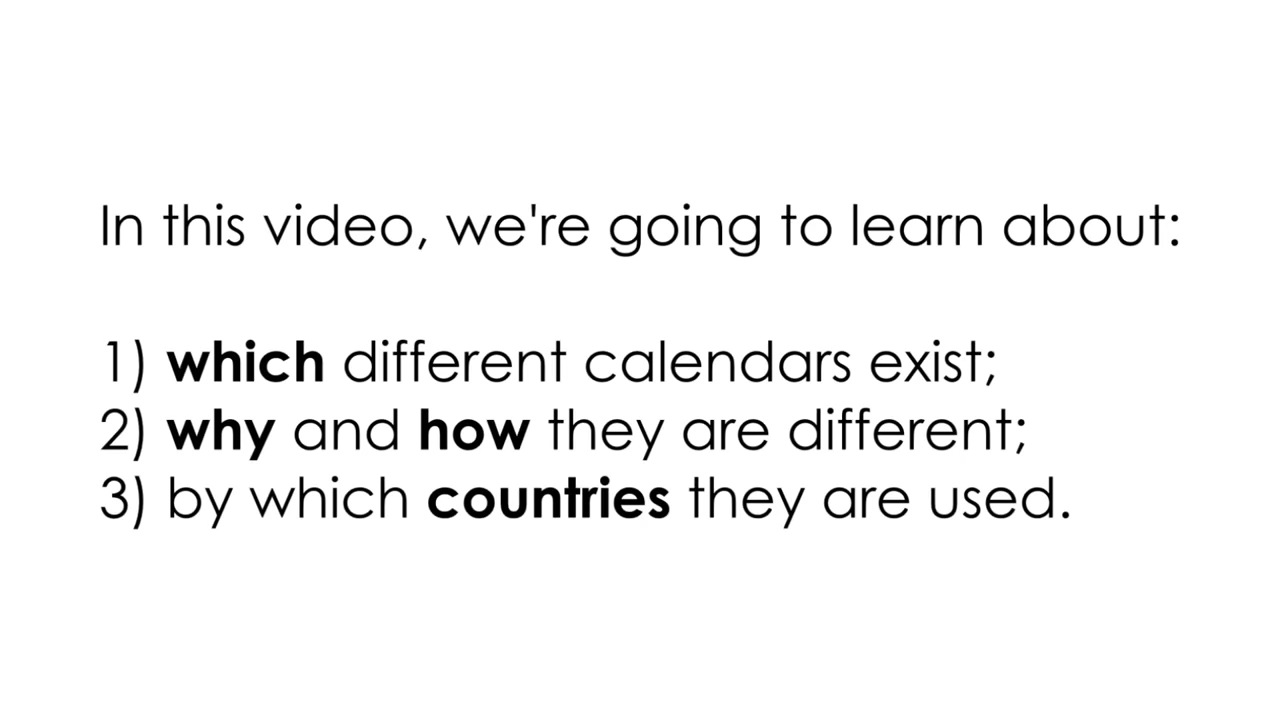 In this video, we're going to learn about:
1) which different calendars exist;
2) why and how they are different;
3) by which countries they are used.